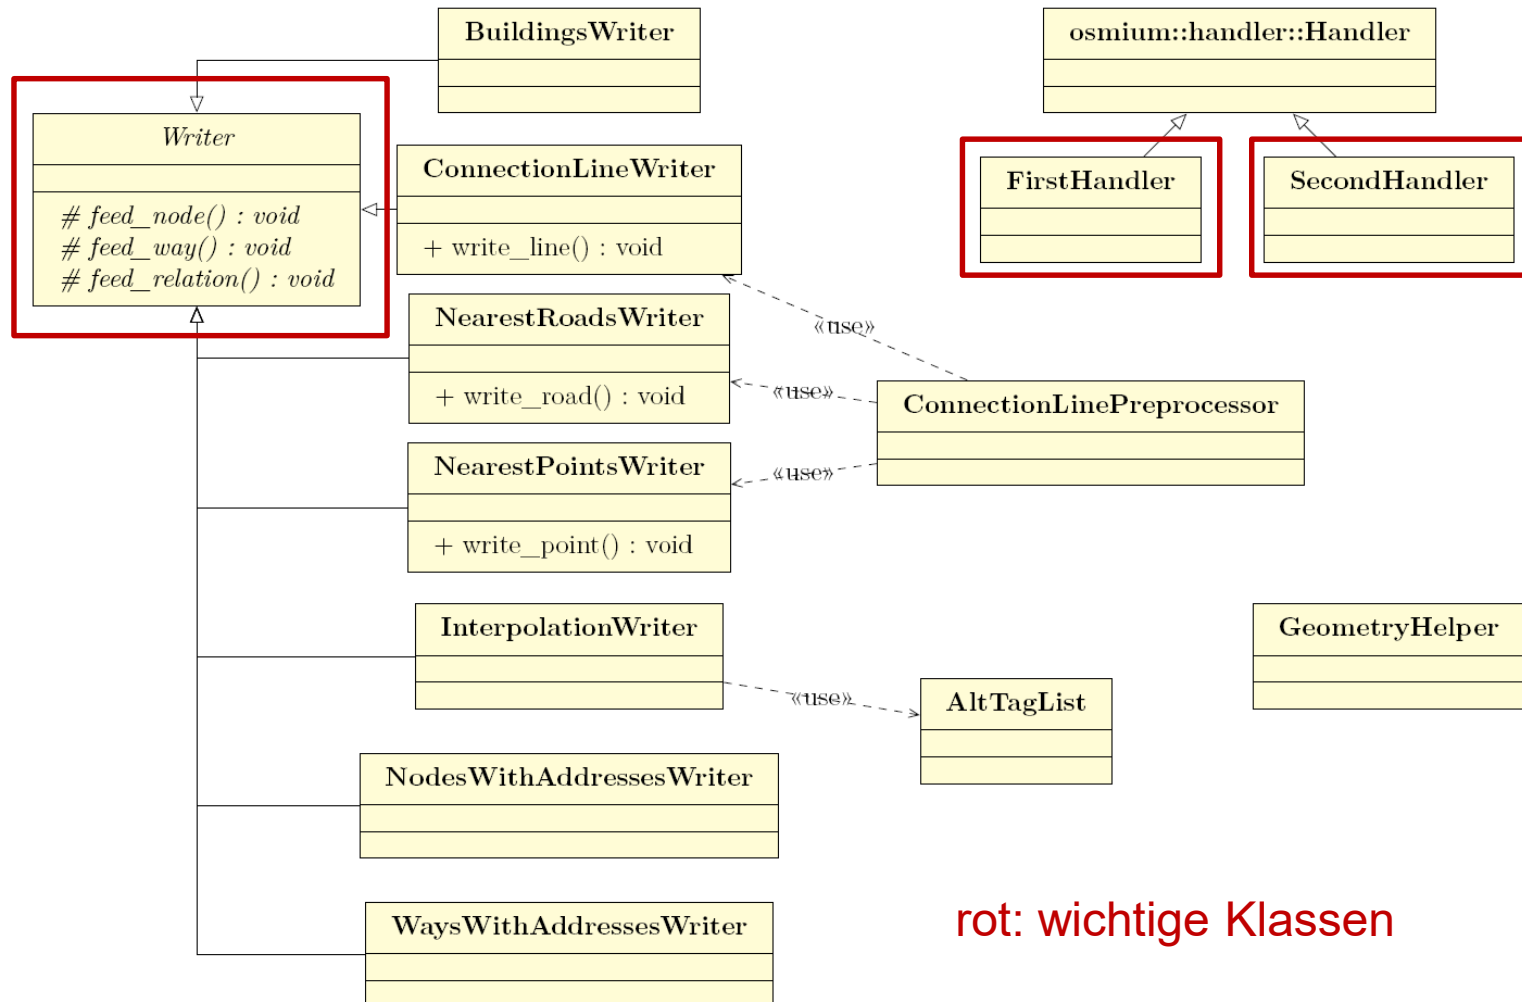 BuildingsWriter
osmium::handler::Handler
Writer
# feed_node() : void
# feed_way() : void
# feed_relation() : void
ConnectionLineWriter
+ write_line() : void
FirstHandler
SecondHandler
NearestRoadsWriter
+ write_road() : void
«use»
«use»
ConnectionLinePreprocessor
NearestPointsWriter
+ write_point() : void
«use»
InterpolationWriter
GeometryHelper
«use»
AltTagList
NodesWithAddressesWriter
WaysWithAddressesWriter
rot: wichtige Klassen